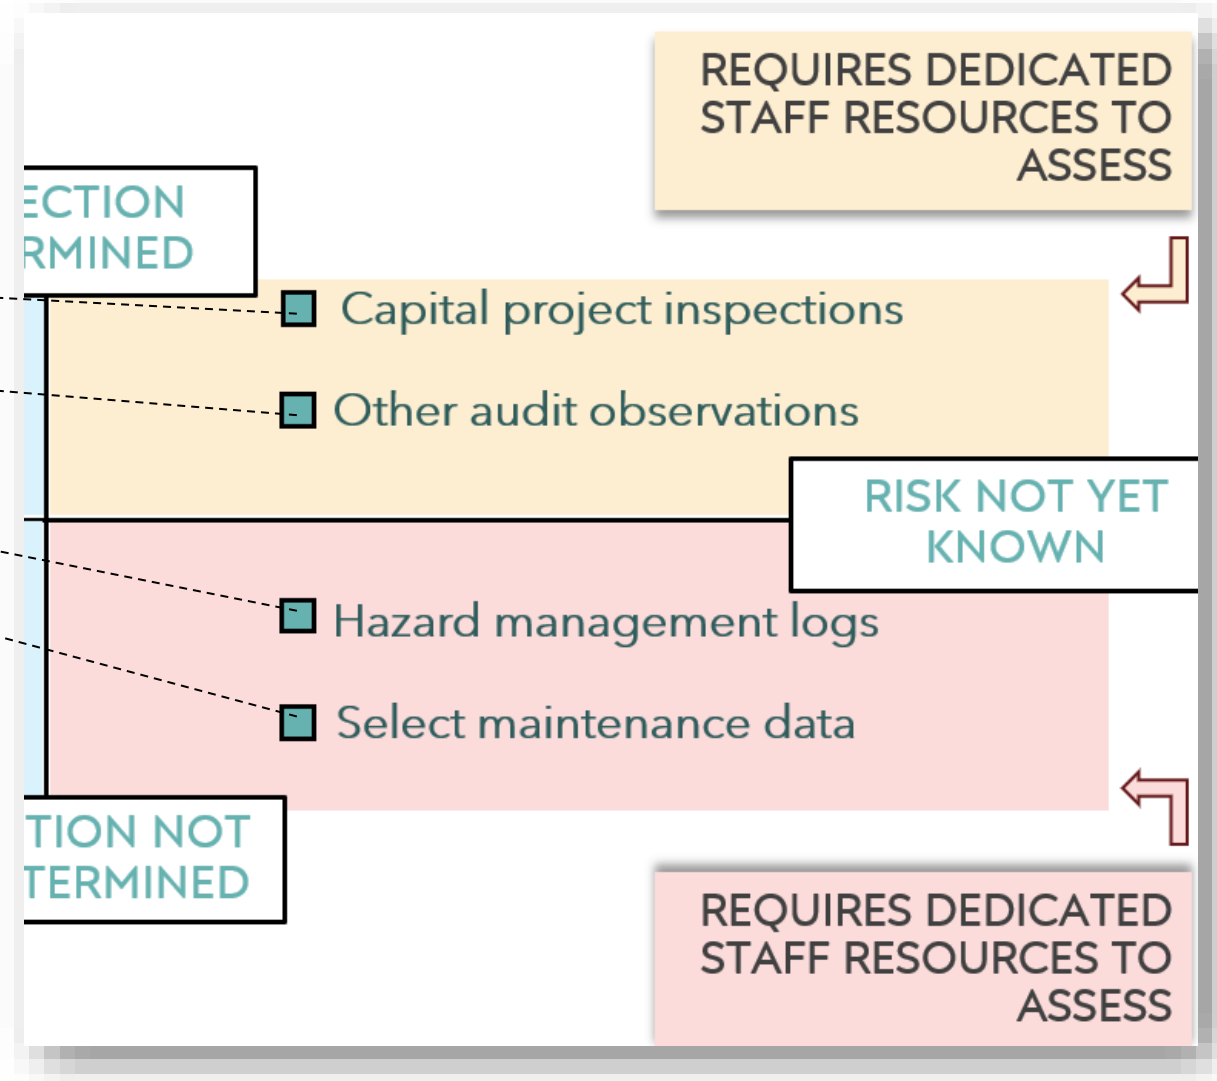 REQUIRES DEDICATED
STAFF RESOURCES TO
ASSESS
ECTION
RMINED
Capital project inspections
Other audit observations
RISK NOT YET
KNOWN
Hazard management logs
Select maintenance data
TION NOT
TERMINED
REQUIRES DEDICATED
STAFF RESOURCES TO
ASSESS